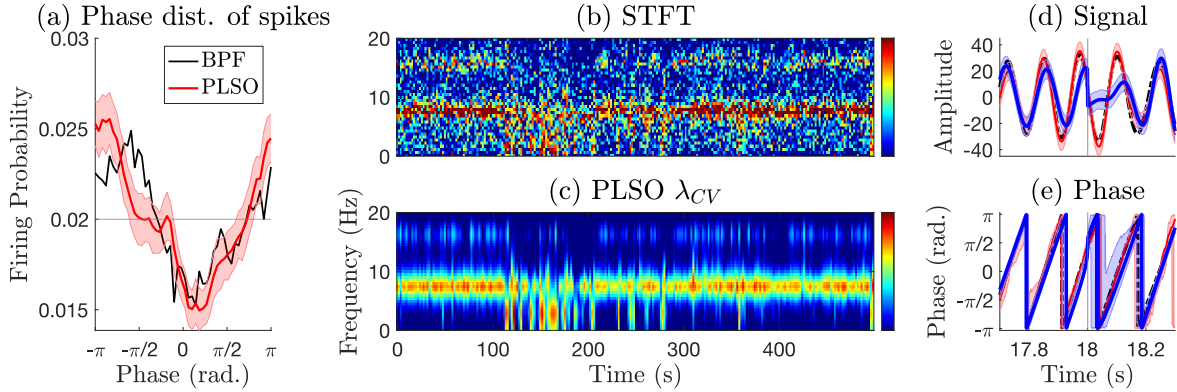 (a) Phase dist. of spikes
0.03
0.025
0.02
0.015
Firing Probability
BPF
PLSO
-π
-π/2
0
π/2
π
Phase (rad.)
(b) STFT
20
10
0
(c) PLSO λCV
20
10
0
Frequency (Hz)
0
100
200
300
400
Time (s)
(d) Signal
40
20
0
-20
-40
Amplitude
(e) Phase
π
π/2
0
-π/2
-π
Phase (rad.)
17.8
18
18.2
Time (s)